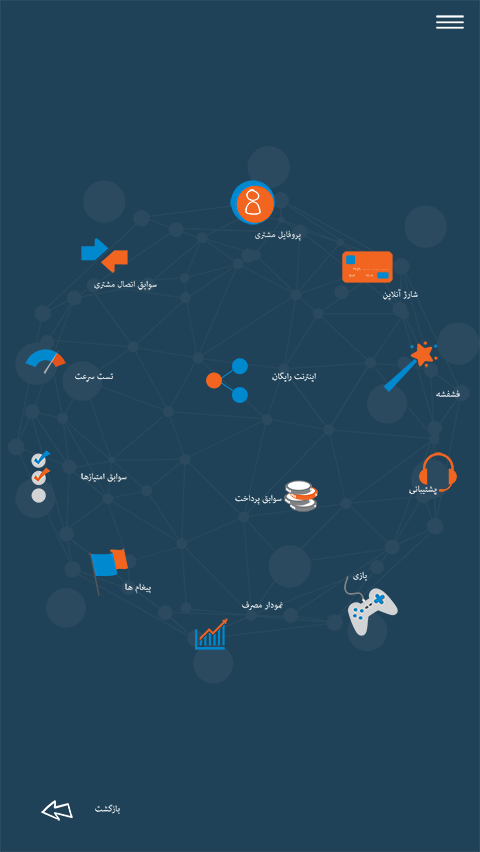 پروفایل مشتری
سوابق اتصال مشتری
شارژ آنلاین
اینترنت رایگان
تست سرعت
فشفشه
سوابق امتیازها
پشتیبانی
سوابق پرداخت
بازی
پیغام ها
نمودار مصرف
بازگشت